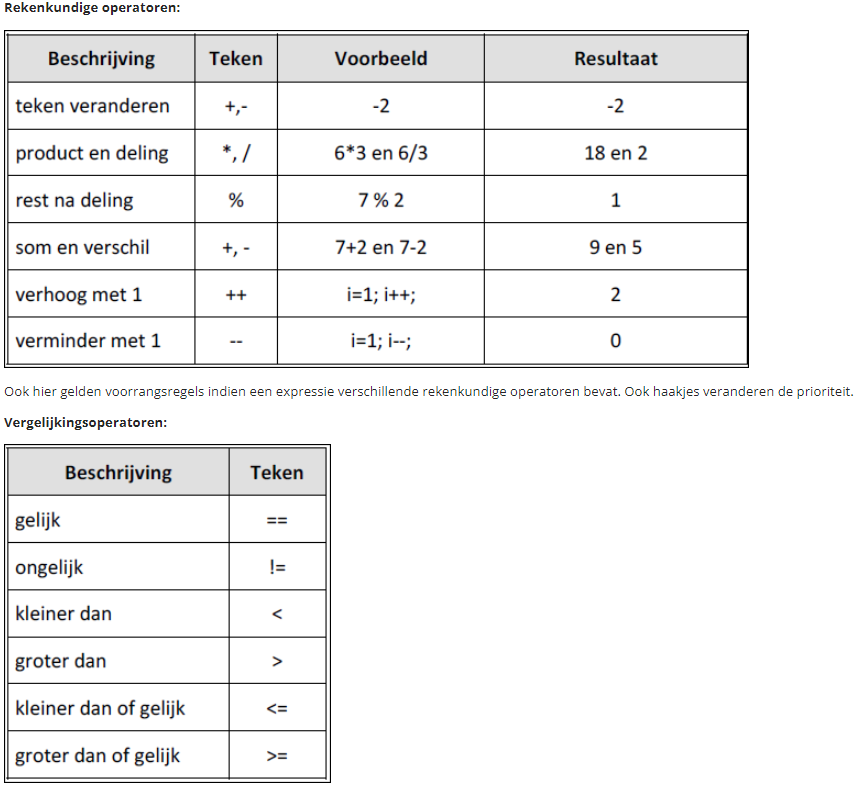 Rekenkundige operatoren:
Beschrijving Teken Voorbeeld Resultaat
teken veranderen +,- -2 -2
product en deling *, / 6*3 en 6/3 18 en 2
rest na deling % 7 % 2 1
som en verschil +, - 7+2 en 7-2 9 en 5
verhoog met 1 ++ i=1; i++; 2
verminder met 1 -- i=1; i--; 0
Ook hier gelden voorrangsregels indien een expressie verschillende rekenkundige operatoren bevat. Ook haakjes veranderen de prioriteit.
Vergelijkingsoperatoren:
Beschrijving Teken
gelijk ==
ongelijk !=
kleiner dan <
groter dan >
kleiner dan of gelijk <=
groter dan of gelijk >=